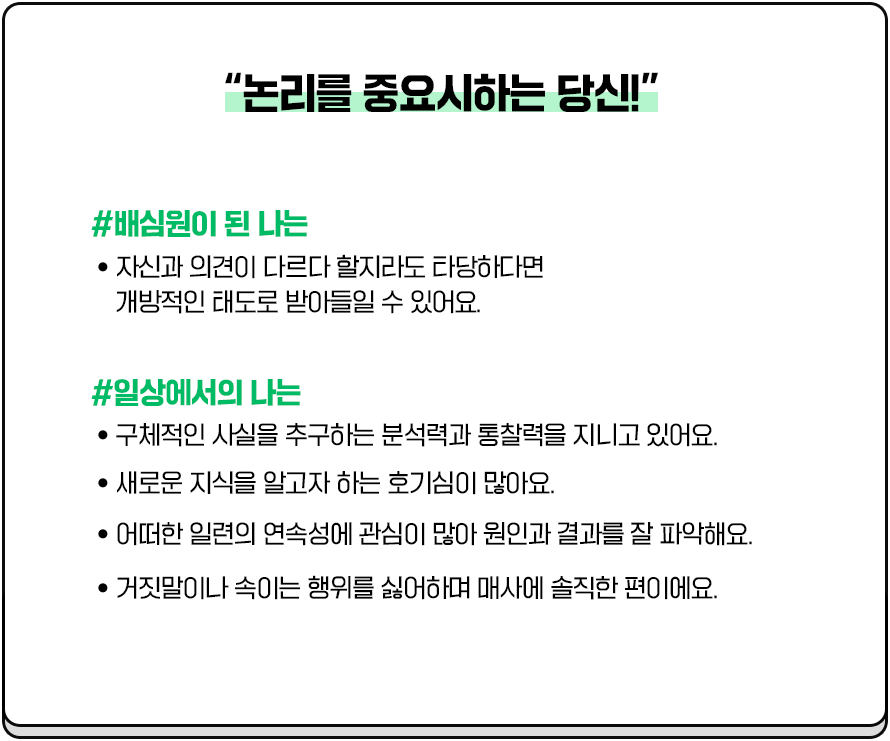 “논리를 중요시하는 당신!”
#배심원이 된 나는
• 자신과 의견이 다르다 할지라도 타당하다면
개방적인 태도로 받아들일 수 있어요.
#일상에서의 나는
• 구체적인 사실을 추구하는 분석력과 통찰력을 지니고 있어요.
• 새로운 지식을 알고자 하는 호기심이 많아요.
• 어떠한 일련의 연속성에 관심이 많아 원인과 결과를 잘 파악해요.
• 거짓말이나 속이는 행위를 싫어하며 매사에 솔직한 편이에요.